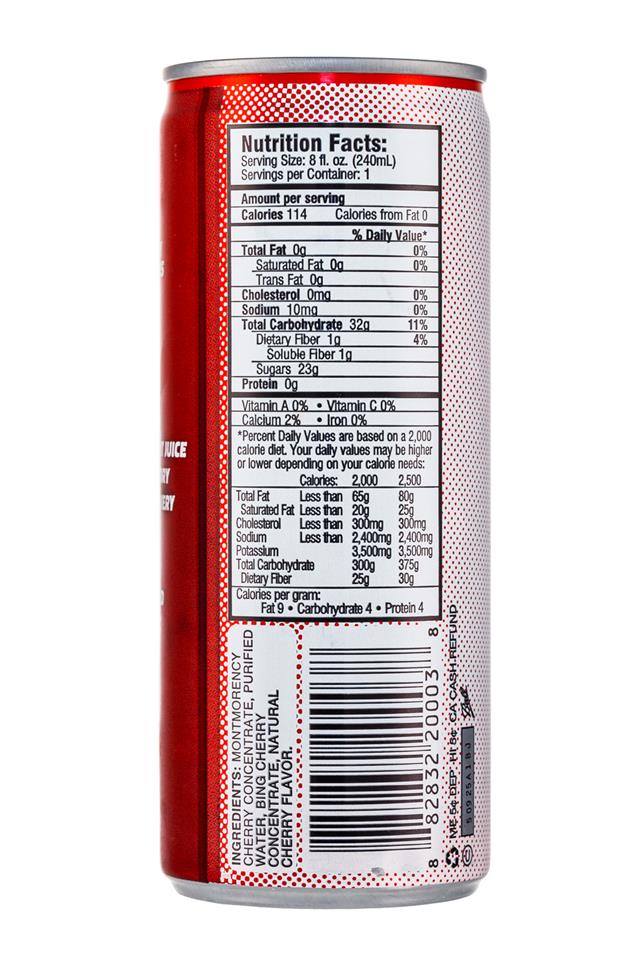 Nutrition Facts:
Serving Size: 8 fl. oz. (240mL)
Servings per Container: 1
Amount per serving
Calories 114 Calories from Fat 0
% Daily Value*
Total Fat 0g 0%
Saturated Fat 0g 0%
Trans Fat 0g
Cholesterol 0mg 0%
Sodium 10mg 0%
Total Carbohydrate 32g 11%
Dietary Fiber 1g 4%
Soluble Fiber 1g
Sugars 23g
Protein 0g
Vitamin A 0% • Vitamin C 0%
Calcium 2% • Iron 0%
*Percent Daily Values are based on a 2,000
calorie diet. Your daily values may be higher
or lower depending on your calorie needs:
Calories: 2,000 2,500
Total Fat Less than 65g 80g
Saturated Fat Less than 20g 25g
Cholesterol Less than 300mg 300mg
Sodium Less than 2,400mg 2,400mg
Potassium 3,500mg 3,500mg
Total Carbohydrate 300g 375g
Dietary Fiber 25g 30g
Calories per gram:
Fat 9 • Carbohydrate 4 • Protein 4
INGREDIENTS: MONTMORENCY
CHERRY CONCENTRATE, PURIFIED
WATER, BING CHERRY
CONCENTRATE, NATURAL
CHERRY FLAVOR.
8 82832 20003 8
ME 5¢ DEP. HI 5¢ CA CASH REFUND
Ball
JUICE